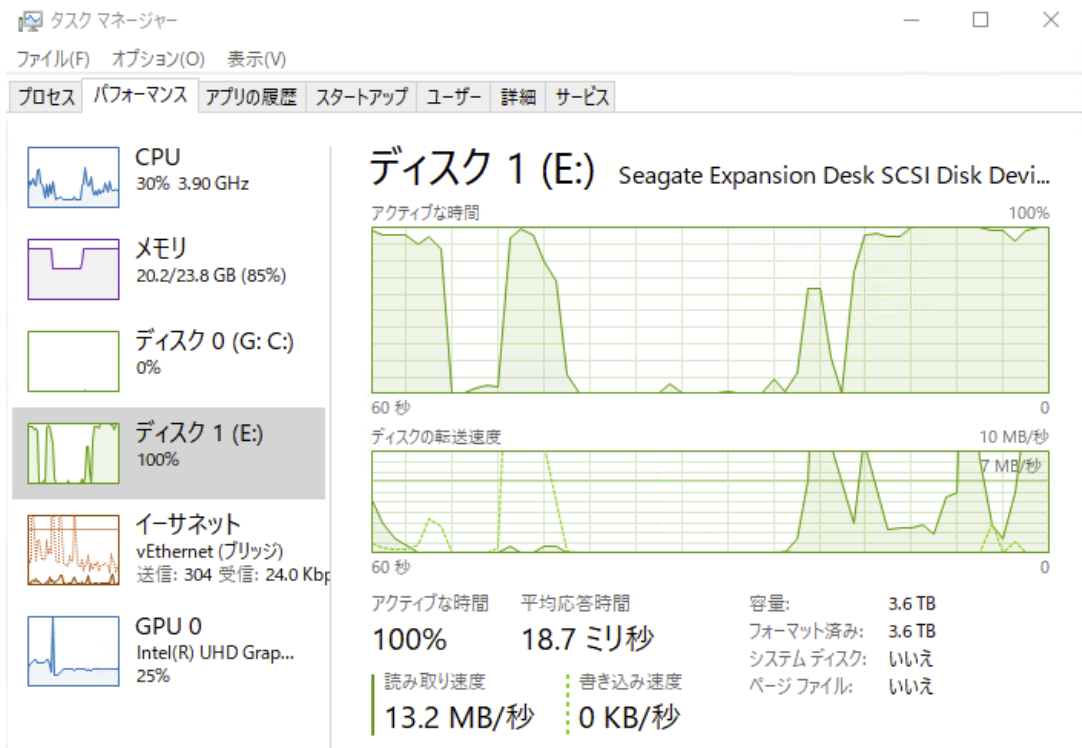 タスク マネージャー
ファイル(F) オプション(O) 表示(V)
プロセス パフォーマンス アプリの履歴 スタートアップ ユーザー 詳細 サービス
CPU
30% 3.90 GHz
メモリ
20.2/23.8 GB (85%)
ディスク 0 (G: C:)
0%
ディスク 1 (E:)
100%
イーサネット
vEthernet (ブリッジ)
送信: 304 受信: 24.0 Kbp
GPU 0
Intel(R) UHD Grap...
25%
ディスク 1 (E:) Seagate Expansion Desk SCSI Disk Devi...
アクティブな時間 100%
60 秒 0
ディスクの転送速度 10 MB/秒
7 MB/秒
60 秒 0
アクティブな時間 平均応答時間
100% 18.7 ミリ秒
読み取り速度 書き込み速度
13.2 MB/秒 0 KB/秒
容量: 3.6 TB
フォーマット済み: 3.6 TB
システム ディスク: いいえ
ページ ファイル: いいえ